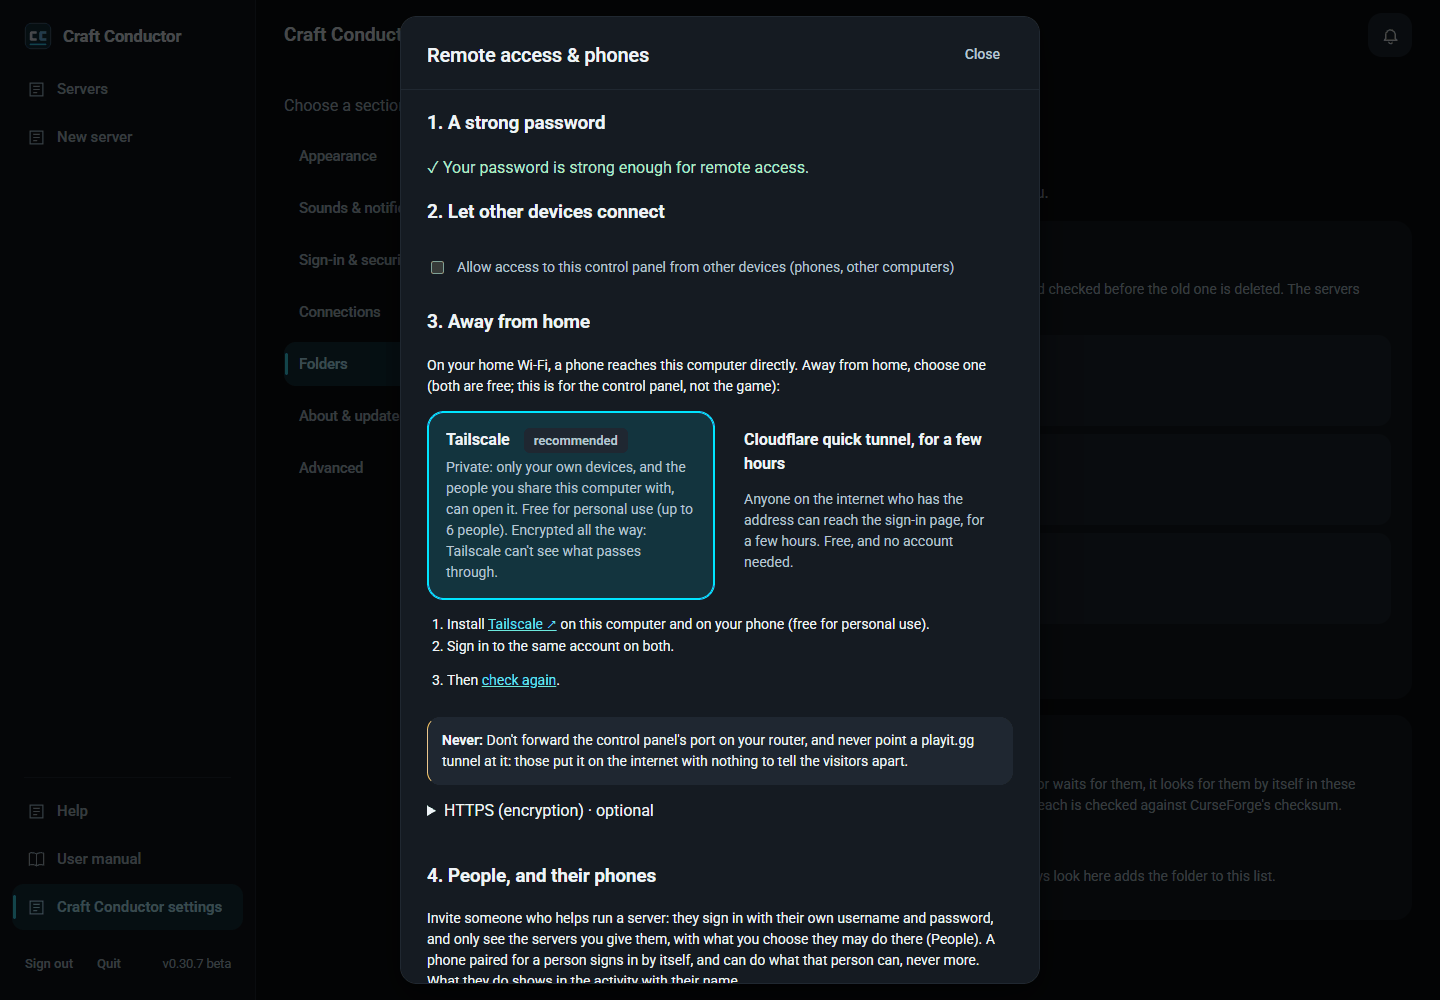 Craft Conductor
Servers
New server
Help
User manual
Craft Conductor settings
Sign out
Quit
v0.30.7 beta
Choose a section
Appearance
Sounds & notific
Sign-in & securi
Connections
Folders
About & update
Advanced
Remote access & phones
Close
1. A strong password
✓ Your password is strong enough for remote access.
2. Let other devices connect
Allow access to this control panel from other devices (phones, other computers)
3. Away from home
On your home Wi-Fi, a phone reaches this computer directly. Away from home, choose one
(both are free; this is for the control panel, not the game):
Tailscale recommended
Private: only your own devices, and the
people you share this computer with,
can open it. Free for personal use (up to
6 people). Encrypted all the way:
Tailscale can't see what passes
through.
Cloudflare quick tunnel, for a few
hours
Anyone on the internet who has the
address can reach the sign-in page, for
a few hours. Free, and no account
needed.
1. Install Tailscale ↗ on this computer and on your phone (free for personal use).
2. Sign in to the same account on both.
3. Then check again.
Never: Don't forward the control panel's port on your router, and never point a playit.gg
tunnel at it: those put it on the internet with nothing to tell the visitors apart.
▶ HTTPS (encryption) · optional
4. People, and their phones
Invite someone who helps run a server: they sign in with their own username and password,
and only see the servers you give them, with what you choose they may do there (People). A
phone paired for a person signs in by itself, and can do what that person can, never more.
What they do shows in the activity with their name.
checked before the old one is deleted. The servers
or waits for them, it looks for them by itself in these
each is checked against CurseForge's checksum.
look here adds the folder to this list.